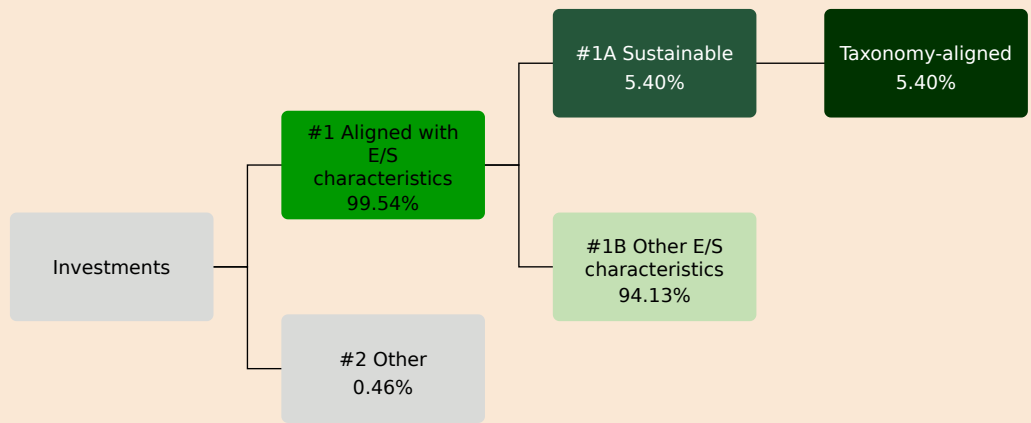 #1A Sustainable
5.40%
Taxonomy-aligned
5.40%
#1 Aligned with
E/S
characteristics
99.54%
Investments
#1B Other E/S
characteristics
94.13%
#2 Other
0.46%